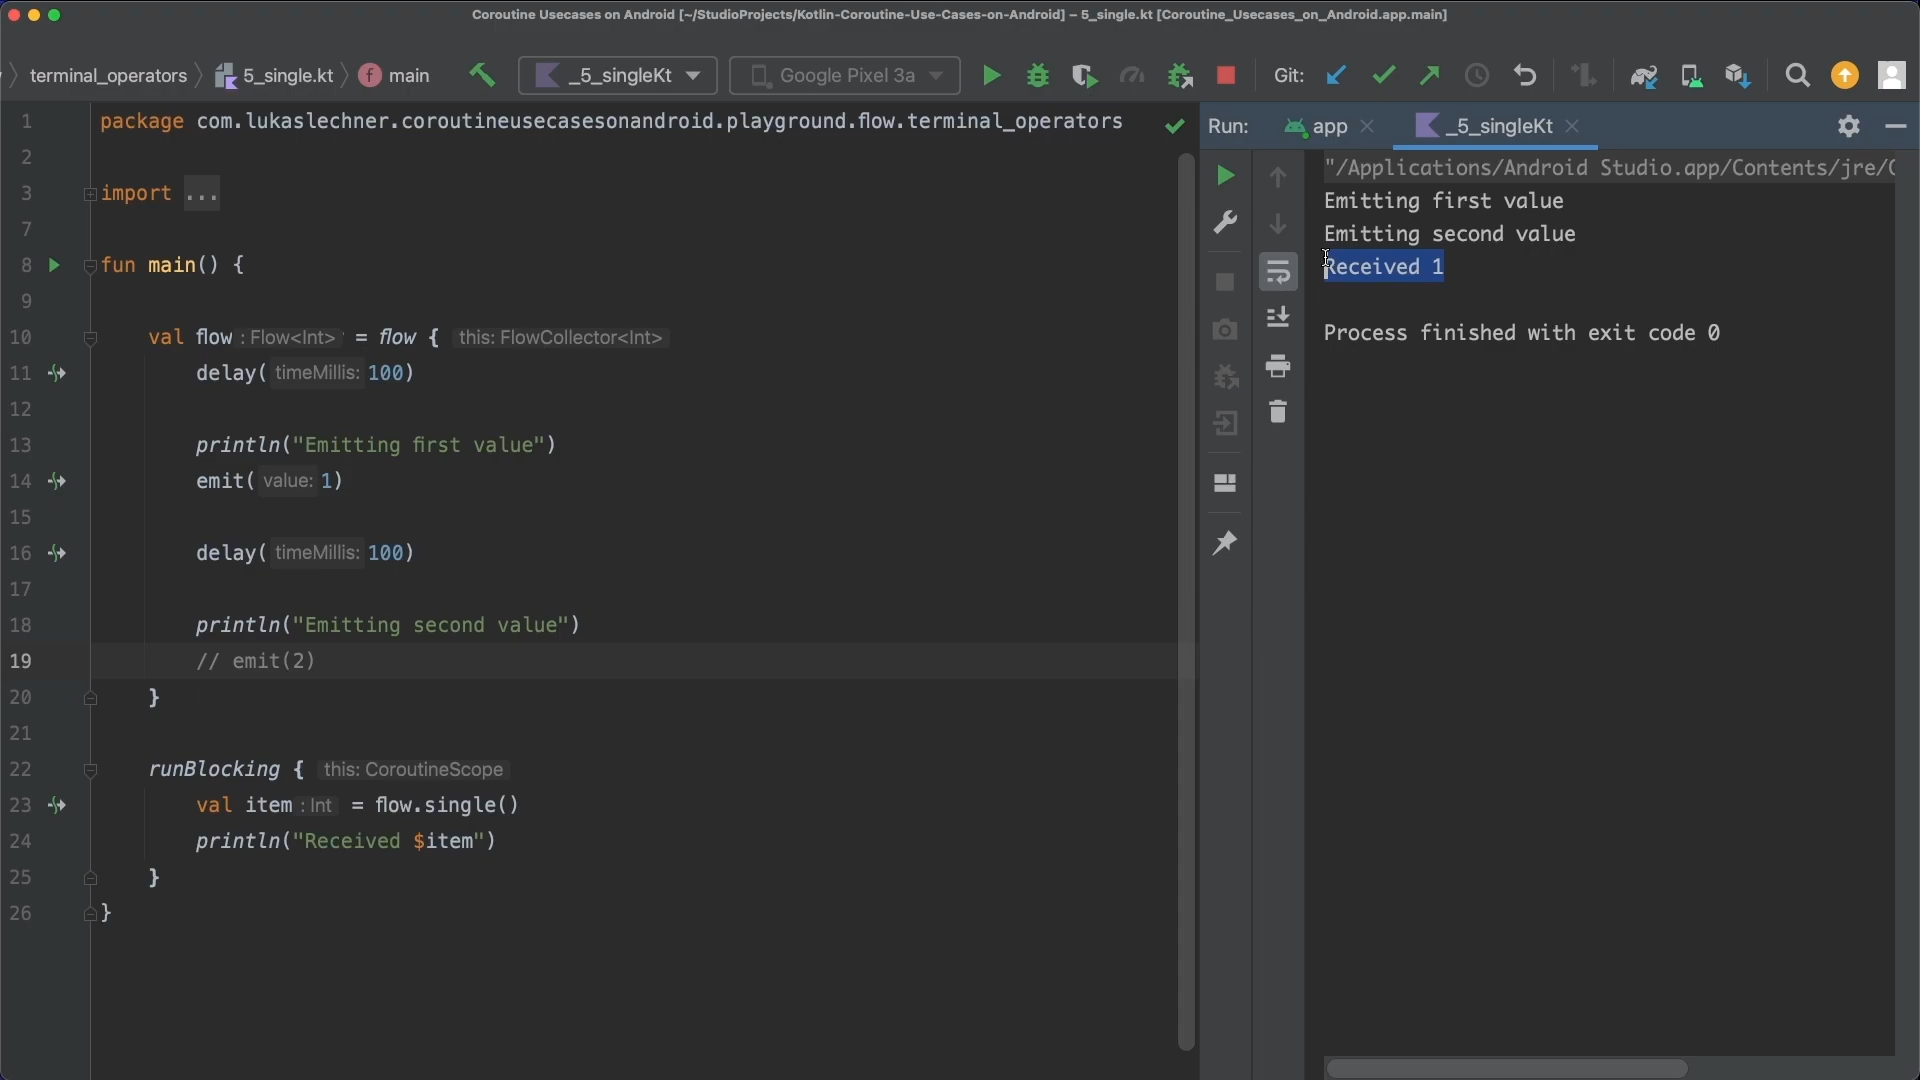 Coroutine Usecases on Android [~/StudioProjects/Kotlin-Coroutine-Use-Cases-on-Android] – 5_single.kt [Coroutine_Usecases_on_Android.app.main]
terminal_operators 5_single.kt f main _5_singleKt Google Pixel 3a Git:
1 package com.lukaslechner.coroutineusecasesonandroid.playground.flow.terminal_operators
2
3 import ...
7
8 fun main() {
9
10 val flow : Flow<Int> = flow { this: FlowCollector<Int>
11 delay( timeMillis: 100)
12
13 println("Emitting first value")
14 emit( value: 1)
15
16 delay( timeMillis: 100)
17
18 println("Emitting second value")
19 // emit(2)
20 }
21
22 runBlocking { this: CoroutineScope
23 val item : Int = flow.single()
24 println("Received $item")
25 }
26 }
Run: app _5_singleKt
"/Applications/Android Studio.app/Contents/jre/C
Emitting first value
Emitting second value
Received 1
Process finished with exit code 0